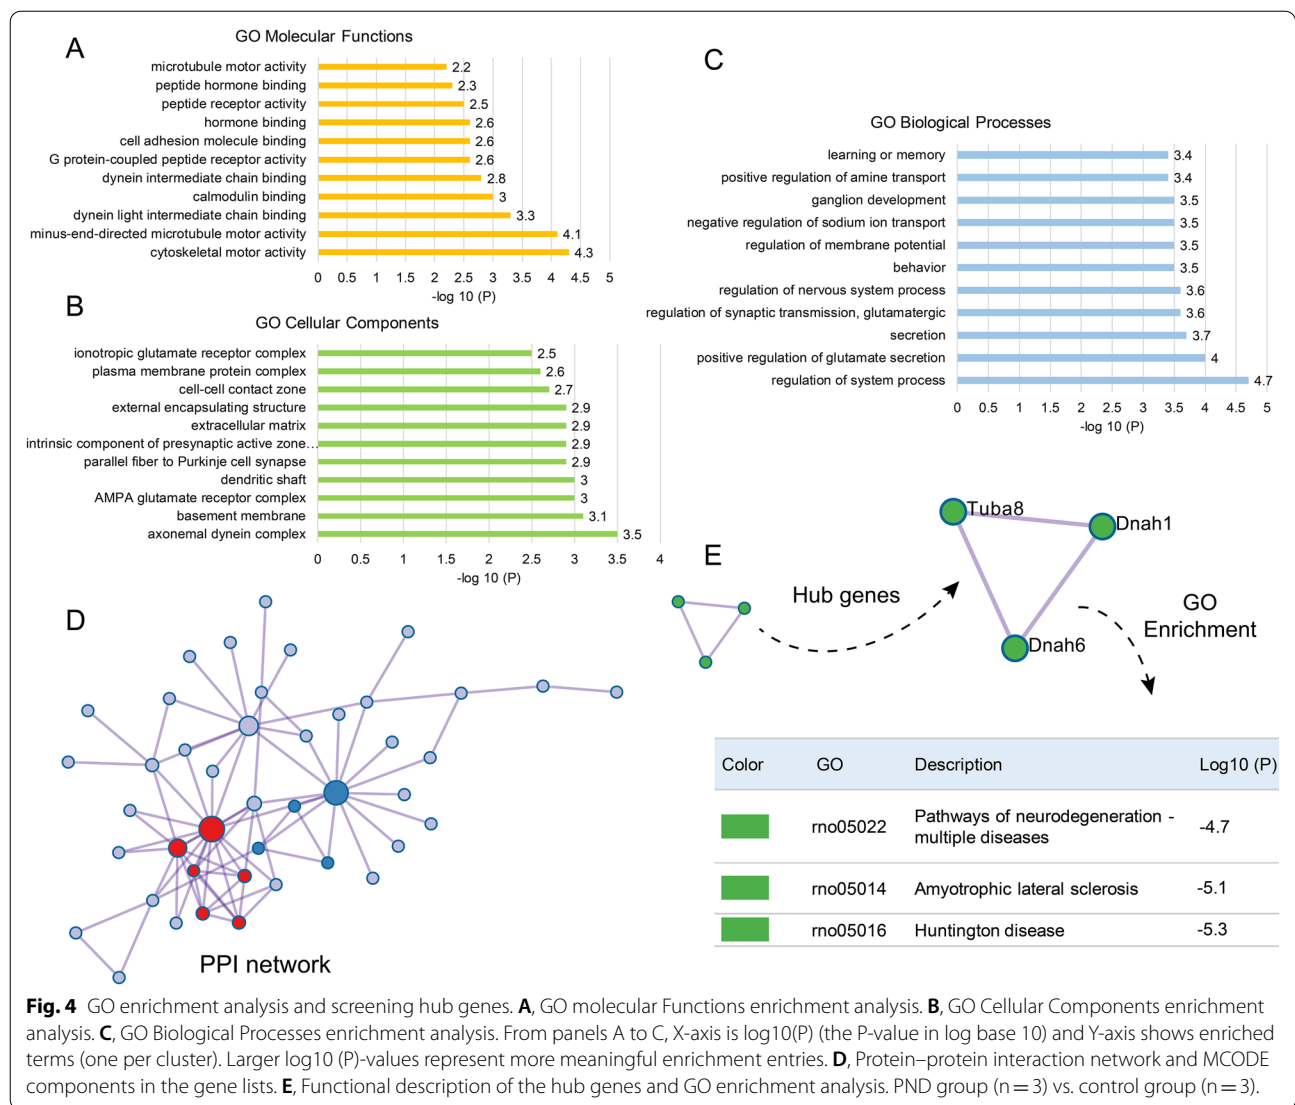 A
GO Molecular Functions
microtubule motor activity 2.2
peptide hormone binding 2.3
peptide receptor activity 2.5
hormone binding 2.6
cell adhesion molecule binding 2.6
G protein-coupled peptide receptor activity 2.6
dynein intermediate chain binding 2.8
calmodulin binding 3
dynein light intermediate chain binding 3.3
minus-end-directed microtubule motor activity 4.1
cytoskeletal motor activity 4.3
0 0.5 1 1.5 2 2.5 3 3.5 4 4.5 5
-log 10 (P)
B
GO Cellular Components
ionotropic glutamate receptor complex 2.5
plasma membrane protein complex 2.6
cell-cell contact zone 2.7
external encapsulating structure 2.9
extracellular matrix 2.9
intrinsic component of presynaptic active zone… 2.9
parallel fiber to Purkinje cell synapse 2.9
dendritic shaft 3
AMPA glutamate receptor complex 3
basement membrane 3.1
axonemal dynein complex 3.5
0 0.5 1 1.5 2 2.5 3 3.5 4
-log 10 (P)
C
GO Biological Processes
learning or memory 3.4
positive regulation of amine transport 3.4
ganglion development 3.5
negative regulation of sodium ion transport 3.5
regulation of membrane potential 3.5
behavior 3.5
regulation of nervous system process 3.6
regulation of synaptic transmission, glutamatergic 3.6
secretion 3.7
positive regulation of glutamate secretion 4
regulation of system process 4.7
0 0.5 1 1.5 2 2.5 3 3.5 4 4.5 5
-log 10 (P)
D
PPI network
E
Hub genes
Tuba8
Dnah1
Dnah6
GO
Enrichment
Color GO Description Log10 (P)
rno05022 Pathways of neurodegeneration - -4.7
multiple diseases
rno05014 Amyotrophic lateral sclerosis -5.1
rno05016 Huntington disease -5.3
Fig. 4 GO enrichment analysis and screening hub genes. A, GO molecular Functions enrichment analysis. B, GO Cellular Components enrichment
analysis. C, GO Biological Processes enrichment analysis. From panels A to C, X-axis is log10(P) (the P-value in log base 10) and Y-axis shows enriched
terms (one per cluster). Larger log10 (P)-values represent more meaningful enrichment entries. D, Protein–protein interaction network and MCODE
components in the gene lists. E, Functional description of the hub genes and GO enrichment analysis. PND group (n = 3) vs. control group (n = 3).